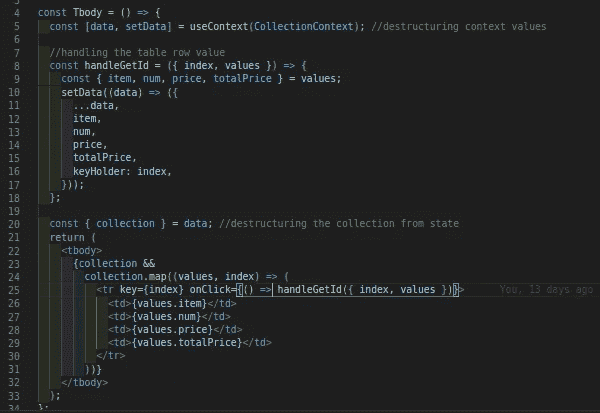 4 const Tbody = () => {
5 const [data, setData] = useContext(CollectionContext); //destructuring context values
6
7 //handling the table row value
8 const handleGetId = ({ index, values }) => {
9 const { item, num, price, totalPrice } = values;
10 setData((data) => ({
11 ...data,
12 item,
13 num,
14 price,
15 totalPrice,
16 keyHolder: index,
17 }));
18 };
19
20 const { collection } = data; //destructuring the collection from state
21 return (
22 <tbody>
23 {collection &&
24 collection.map((values, index) => (
25 <tr key={index} onClick={() => handleGetId({ index, values })}> You, 13 days ago
26 <td>{values.item}</td>
27 <td>{values.num}</td>
28 <td>{values.price}</td>
29 <td>{values.totalPrice}</td>
30 </tr>
31 ))}
32 </tbody>
33 );
34 };